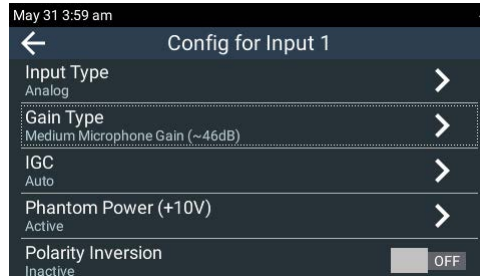 May 31 3:59 am
Config for Input 1
Input Type
Analog
Gain Type
Medium Microphone Gain (~46dB)
IGC
Auto
Phantom Power (+10V)
Active
Polarity Inversion
OFF
Inactive